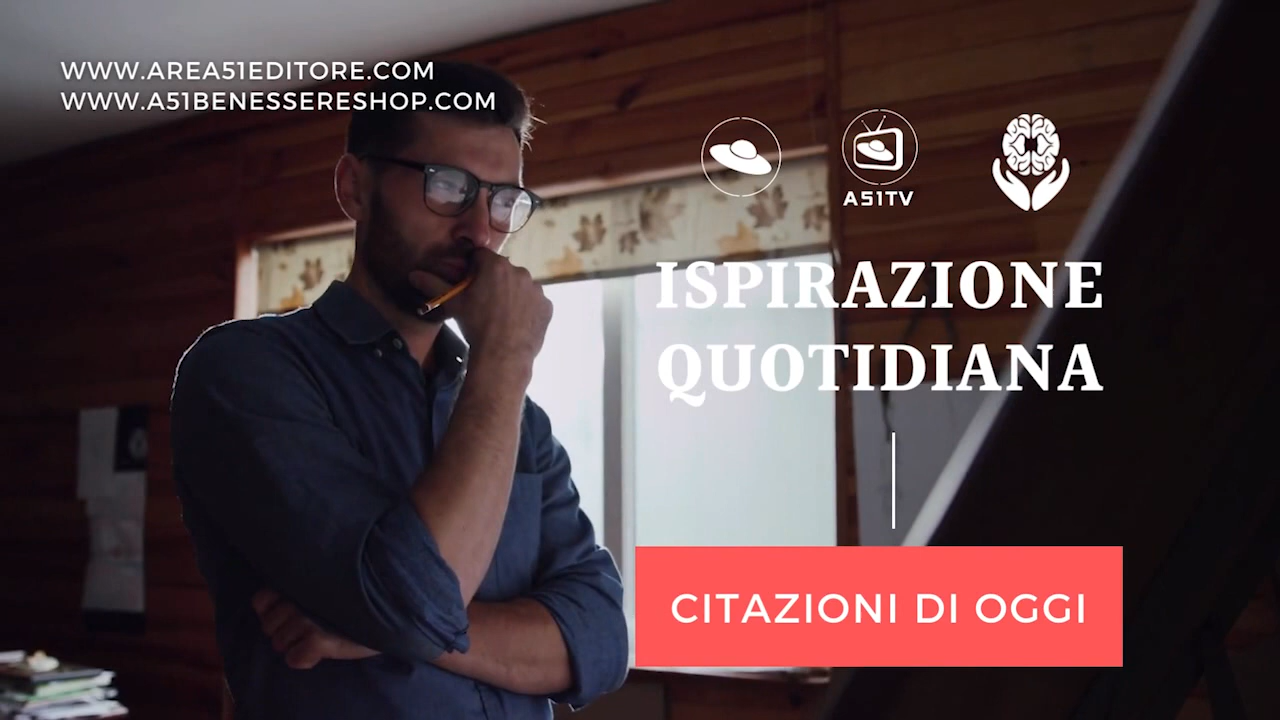 WWW.AREA51EDITORE.COM
WWW.A51BENESSERESHOP.COM
A51TV
ISPIRAZIONE
QUOTIDIANA
CITAZIONI DI OGGI